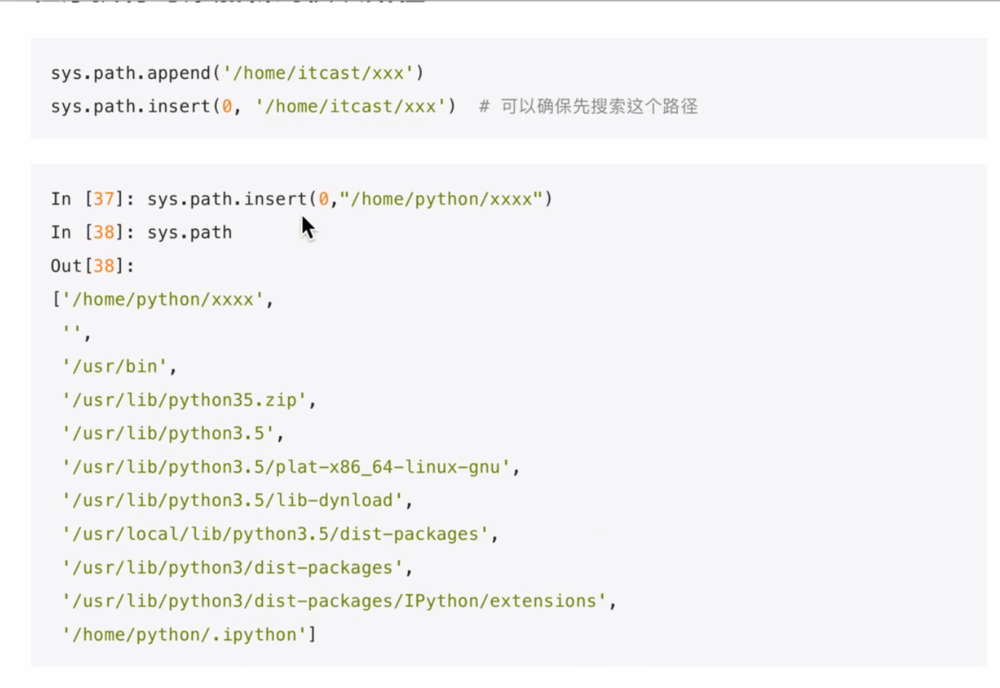 sys.path.append('/home/itcast/xxx')
sys.path.insert(0, '/home/itcast/xxx')  # 可以确保先搜索这个路径
In [37]: sys.path.insert(0,"/home/python/xxxx")
In [38]: sys.path
Out[38]:
['/home/python/xxxx',
 '',
 '/usr/bin',
 '/usr/lib/python35.zip',
 '/usr/lib/python3.5',
 '/usr/lib/python3.5/plat-x86_64-linux-gnu',
 '/usr/lib/python3.5/lib-dynload',
 '/usr/local/lib/python3.5/dist-packages',
 '/usr/lib/python3/dist-packages',
 '/usr/lib/python3/dist-packages/IPython/extensions',
 '/home/python/.ipython']